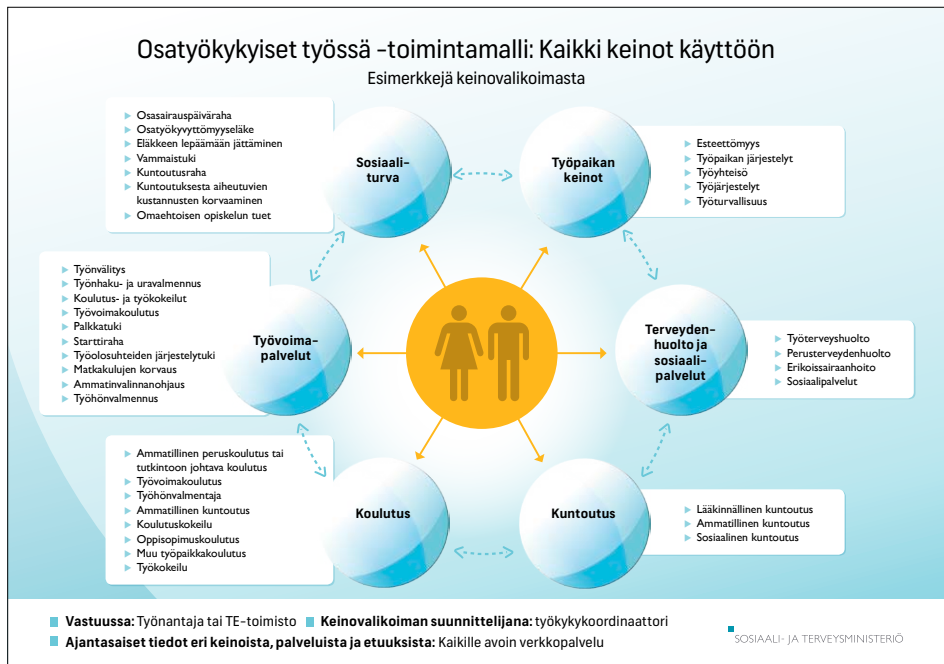 Osatyökykyiset työssä -toimintamalli: Kaikki keinot käyttöön
Esimerkkejä keinovalikoimasta
Osasairauspäiväraha
Osatyökyvyttömyyseläke
Eläkkeen lepäämään jättäminen
Vammaistuki
Kuntoutusraha
Kuntoutuksesta aiheutuvien
kustannusten korvaaminen
Omaehtoisen opiskelun tuet
Sosiaali-
turva
Työpaikan
keinot
Esteettömyys
Työpaikan järjestelyt
Työyhteisö
Työjärjestelyt
Työturvallisuus
Työnvälitys
Työnhaku- ja uravalmennus
Koulutus- ja työkokeilut
Työvoimakoulutus
Palkkatuki
Starttiraha
Työolosuhteiden järjestelytuki
Matkakulujen korvaus
Ammatinvalinnanohjaus
Työhönvalmennus
Työvoima-
palvelut
Terveyden-
huolto ja
sosiaali-
palvelut
Työterveyshuolto
Perusterveydenhuolto
Erikoissairaanhoito
Sosiaalipalvelut
Ammatillinen peruskoulutus tai
tutkintoon johtava koulutus
Työvoimakoulutus
Työhönvalmentaja
Ammatillinen kuntoutus
Koulutuskokeilu
Oppisopimuskoulutus
Muu työpaikkakoulutus
Työkokeilu
Koulutus
Kuntoutus
Lääkinnällinen kuntoutus
Ammatillinen kuntoutus
Sosiaalinen kuntoutus
Vastuussa: Työnantaja tai TE-toimisto Keinovalikoiman suunnittelijana: työkykykoordinaattori
Ajantasaiset tiedot eri keinoista, palveluista ja etuuksista: Kaikille avoin verkkopalvelu
SOSIAALI- JA TERVEYSMINISTERIÖ